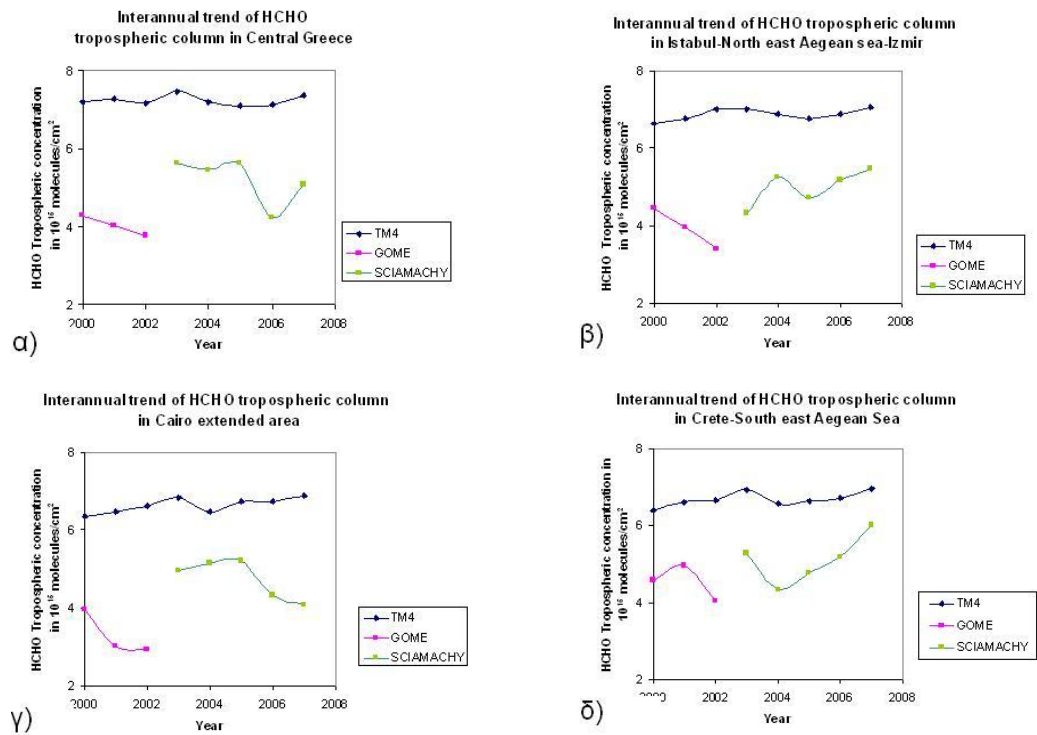 Interannual trend of HCHO
tropospheric column in Central Greece
HCHO Tropospheric concentration
in 10¹⁵ molecules/cm²
8
6
4
2
2000 2002 2004 2006 2008
Year
TM4
GOME
SCIAMACHY
α)
Interannual trend of HCHO tropospheric column
in Istabul-North east Aegean sea-Izmir
HCHO Tropospheric concentration
in 10¹⁵ molecules/cm²
8
6
4
2
2000 2002 2004 2006 2008
Year
TM4
GOME
SCIAMACHY
β)
Interannual trend of HCHO tropospheric column
in Cairo extended area
HCHO Tropospheric concentration
in 10¹⁵ molecules/cm²
8
6
4
2
2000 2002 2004 2006 2008
Year
TM4
GOME
SCIAMACHY
γ)
Interannual trend of HCHO tropospheric column
in Crete-South east Aegean Sea
HCHO Tropospheric concentration in
10¹⁵ molecules/cm²
8
6
4
2
2000 2002 2004 2006 2008
Year
TM4
GOME
SCIAMACHY
δ)